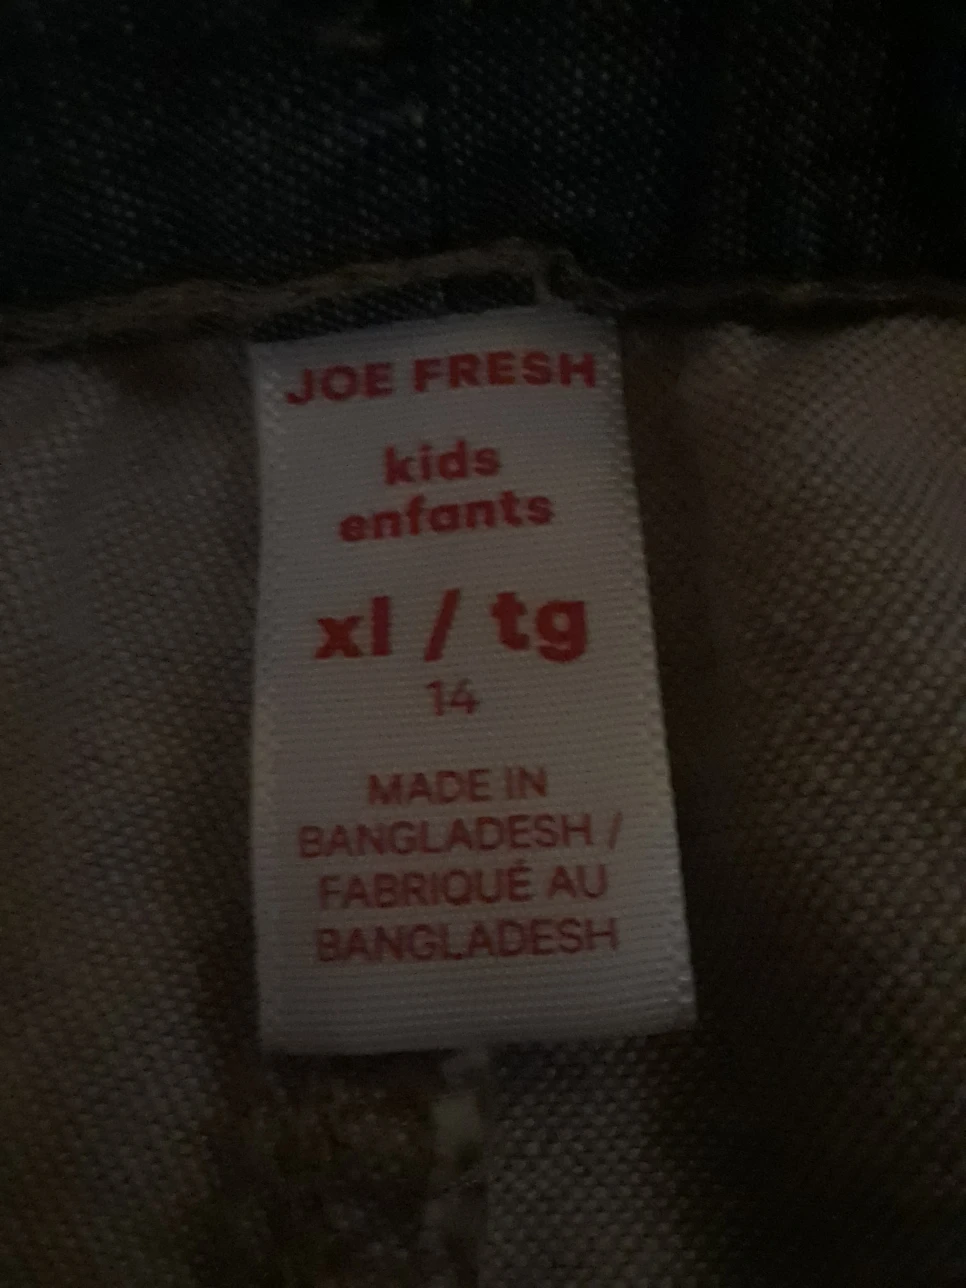 JOE FRESH
kids
enfants
xl / tg
14
MADE IN
BANGLADESH /
FABRIQUÉ AU
BANGLADESH